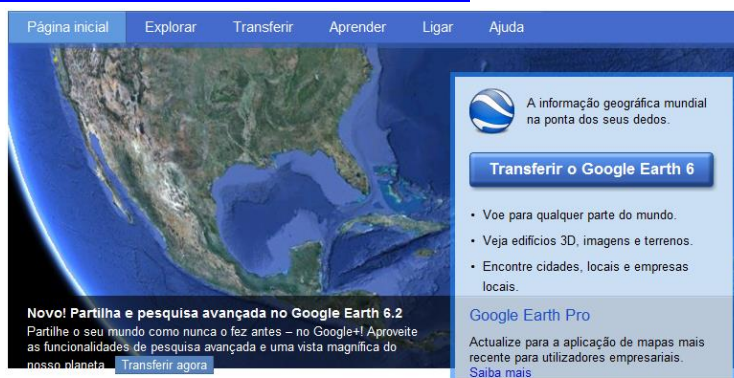 Página inicial Explorar Transferir Aprender Ligar Ajuda
A informação geográfica mundial
na ponta dos seus dedos.
Transferir o Google Earth 6
• Voe para qualquer parte do mundo.
• Veja edifícios 3D, imagens e terrenos.
• Encontre cidades, locais e empresas
locais.
Novo! Partilha e pesquisa avançada no Google Earth 6.2
Partilhe o seu mundo como nunca o fez antes – no Google+! Aproveite
as funcionalidades de pesquisa avançada e uma vista magnífica do
nosso planeta. Transferir agora
Google Earth Pro
Actualize para a aplicação de mapas mais
recente para utilizadores empresariais.
Saiba mais